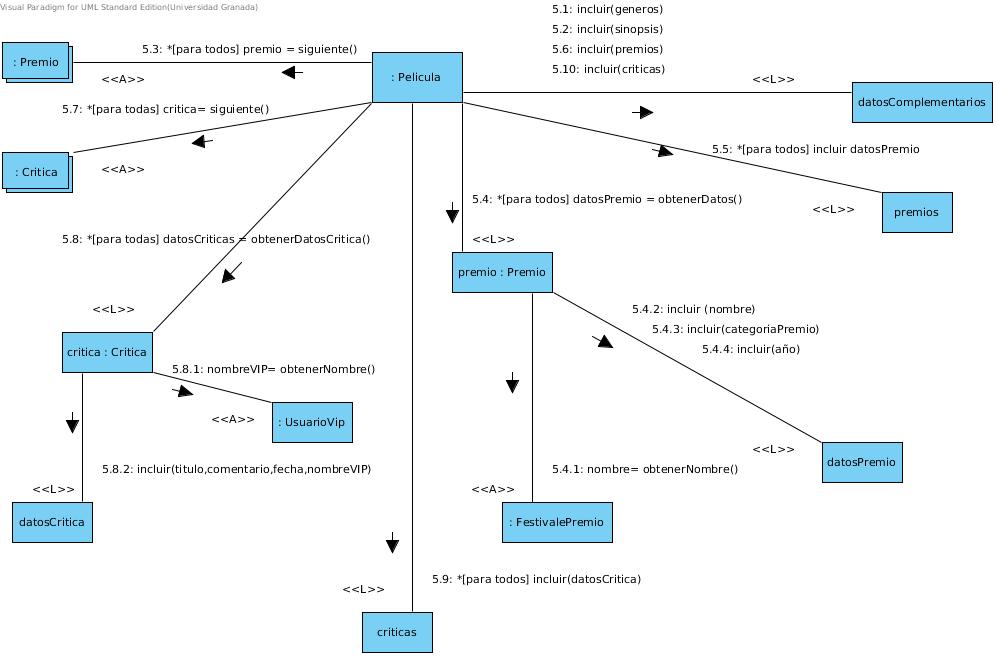 Visual Paradigm for UML Standard Edition(Universidad Granada)
5.1: incluir(generos)
5.2: incluir(sinopsis)
5.6: incluir(premios)
5.10: incluir(criticas)
5.3: *[para todos] premio = siguiente()
: Premio
<<A>>
: Pelicula
<<L>>
datosComplementarios
5.7: *[para todas] critica= siguiente()
: Critica
<<A>>
5.5: *[para todos] incluir datosPremio
<<L>>
premios
5.4: *[para todos] datosPremio = obtenerDatos()
<<L>>
premio : Premio
5.8: *[para todas] datosCriticas = obtenerDatosCritica()
<<L>>
critica : Critica
5.4.2: incluir (nombre)
5.4.3: incluir(categoriaPremio)
5.4.4: incluir(año)
5.8.1: nombreVIP= obtenerNombre()
<<A>>
: UsuarioVip
<<L>>
datosPremio
5.8.2: incluir(titulo,comentario,fecha,nombreVIP)
<<L>>
datosCritica
5.4.1: nombre= obtenerNombre()
<<A>>
: FestivalePremio
5.9: *[para todos] incluir(datosCritica)
<<L>>
criticas